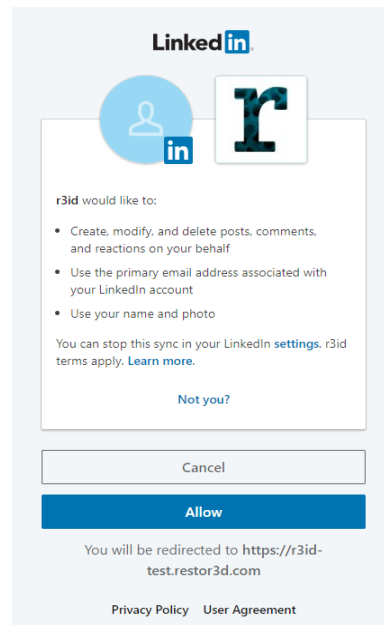 Linked in.
r
in
r3id would like to:
• Create, modify, and delete posts, comments,
and reactions on your behalf
• Use the primary email address associated with
your LinkedIn account
• Use your name and photo
You can stop this sync in your LinkedIn settings. r3id
terms apply. Learn more.
Not you?
Cancel
Allow
You will be redirected to https://r3id-
test.restor3d.com
Privacy Policy User Agreement